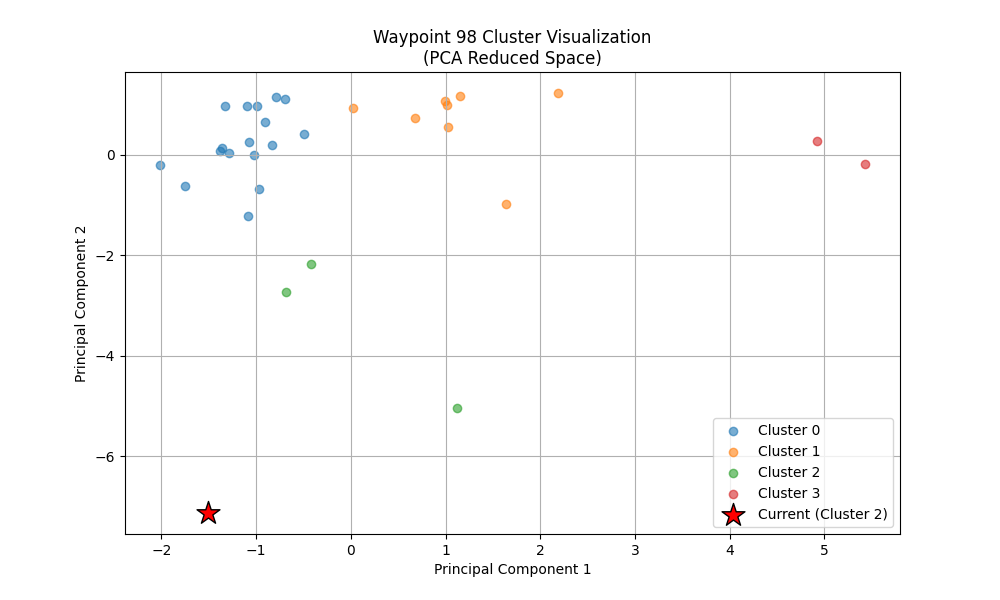 Waypoint 98 Cluster Visualization
(PCA Reduced Space)
Principal Component 2
0
−2
−4
−6
Cluster 0
Cluster 1
Cluster 2
Cluster 3
Current (Cluster 2)
−2
−1
0
1
2
3
4
5
Principal Component 1